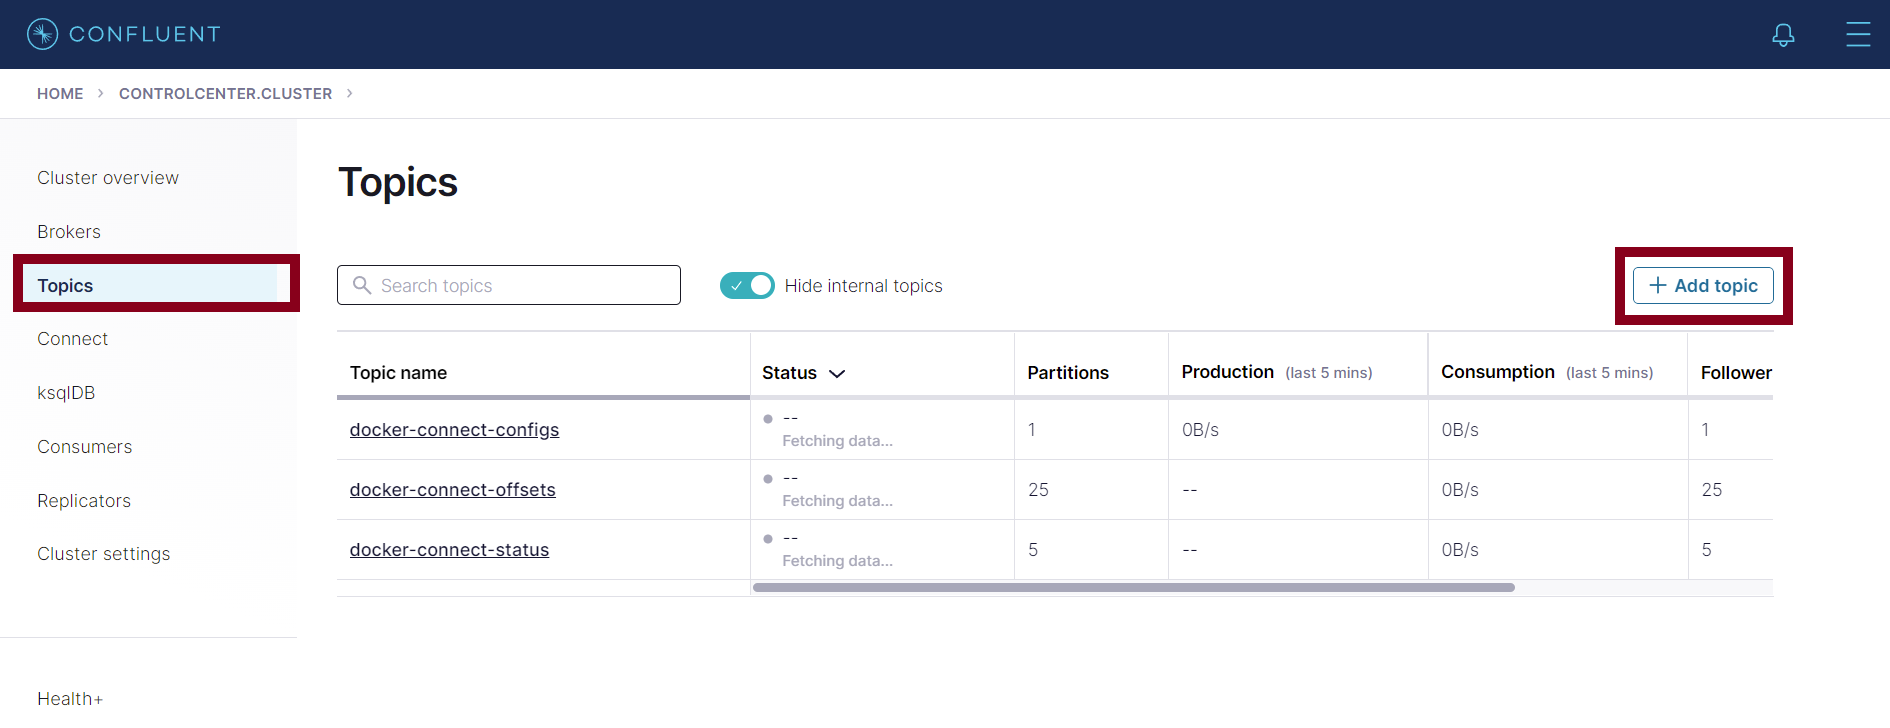 CONFLUENT
HOME > CONTROLCENTER.CLUSTER >
Cluster overview
Brokers
Topics
Connect
ksqlDB
Consumers
Replicators
Cluster settings
Health+
Topics
Search topics
Hide internal topics
+ Add topic
Topic name Status Partitions Production (last 5 mins) Consumption (last 5 mins) Follower
docker-connect-configs -- 1 0B/s 0B/s 1
Fetching data...
docker-connect-offsets -- 25 -- 0B/s 25
Fetching data...
docker-connect-status -- 5 -- 0B/s 5
Fetching data...